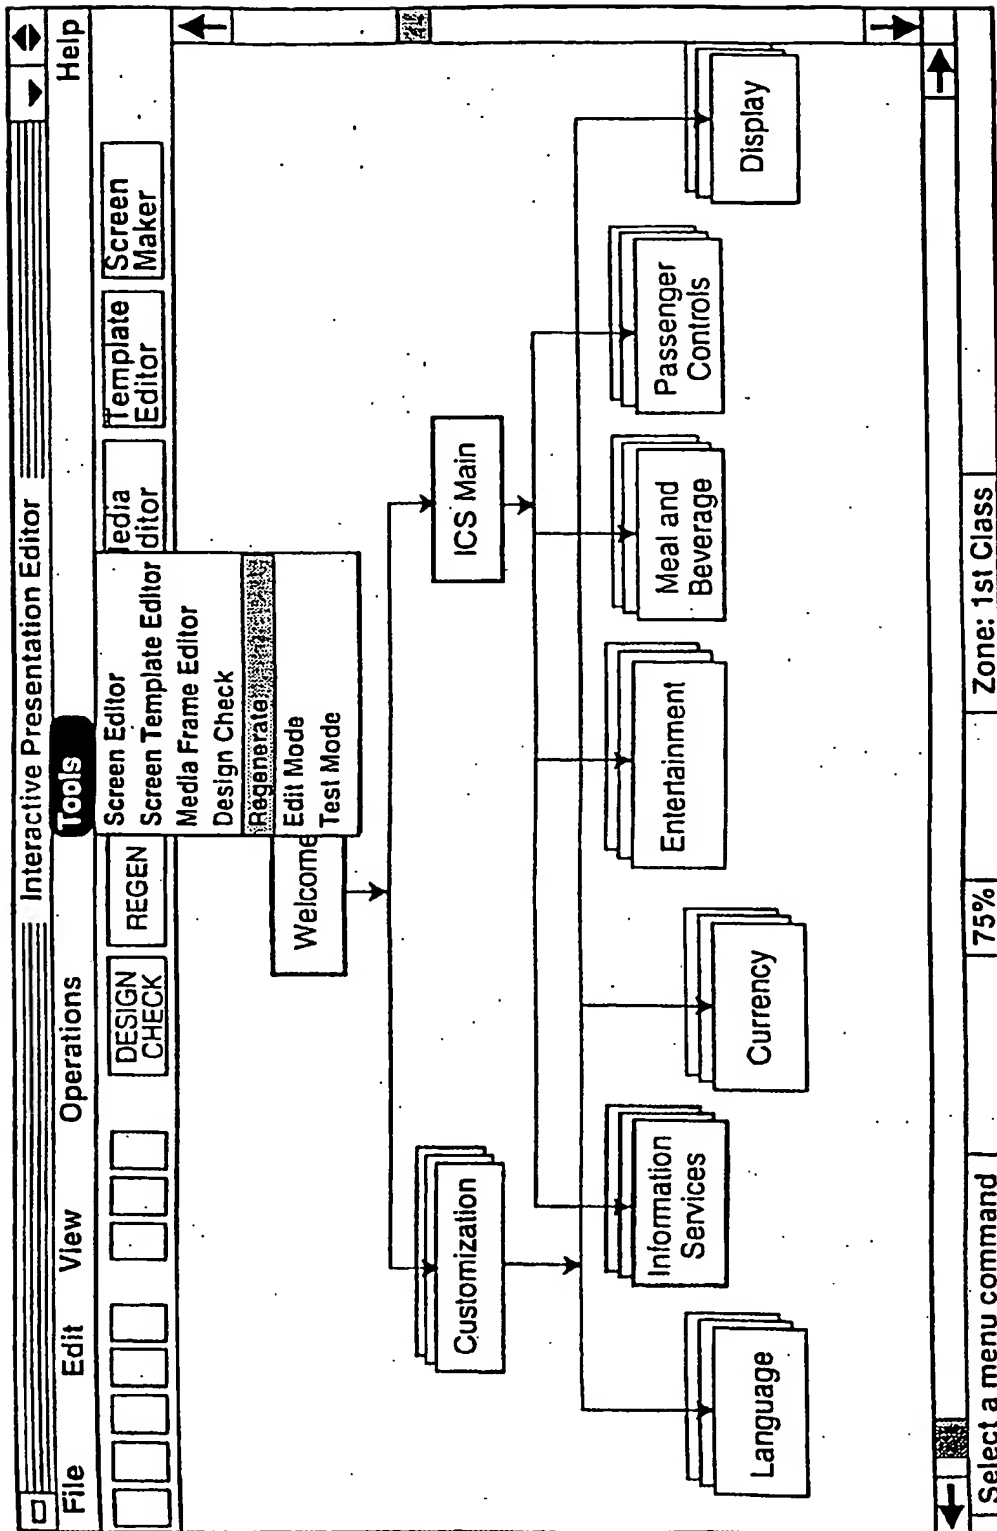 Interactive Presentation Editor
File Edit View Operations Tools Help
DESIGN
CHECK
REGEN
edia
ditor
Template
Editor
Screen
Maker
Screen Editor
Screen Template Editor
Media Frame Editor
Design Check
Regenerate
Edit Mode
Test Mode
Welcome
Customization
ICS Main
Information
Services
Entertainment
Meal and
Beverage
Passenger
Controls
Language
Currency
Display
Select a menu command
75%
Zone: 1st Class